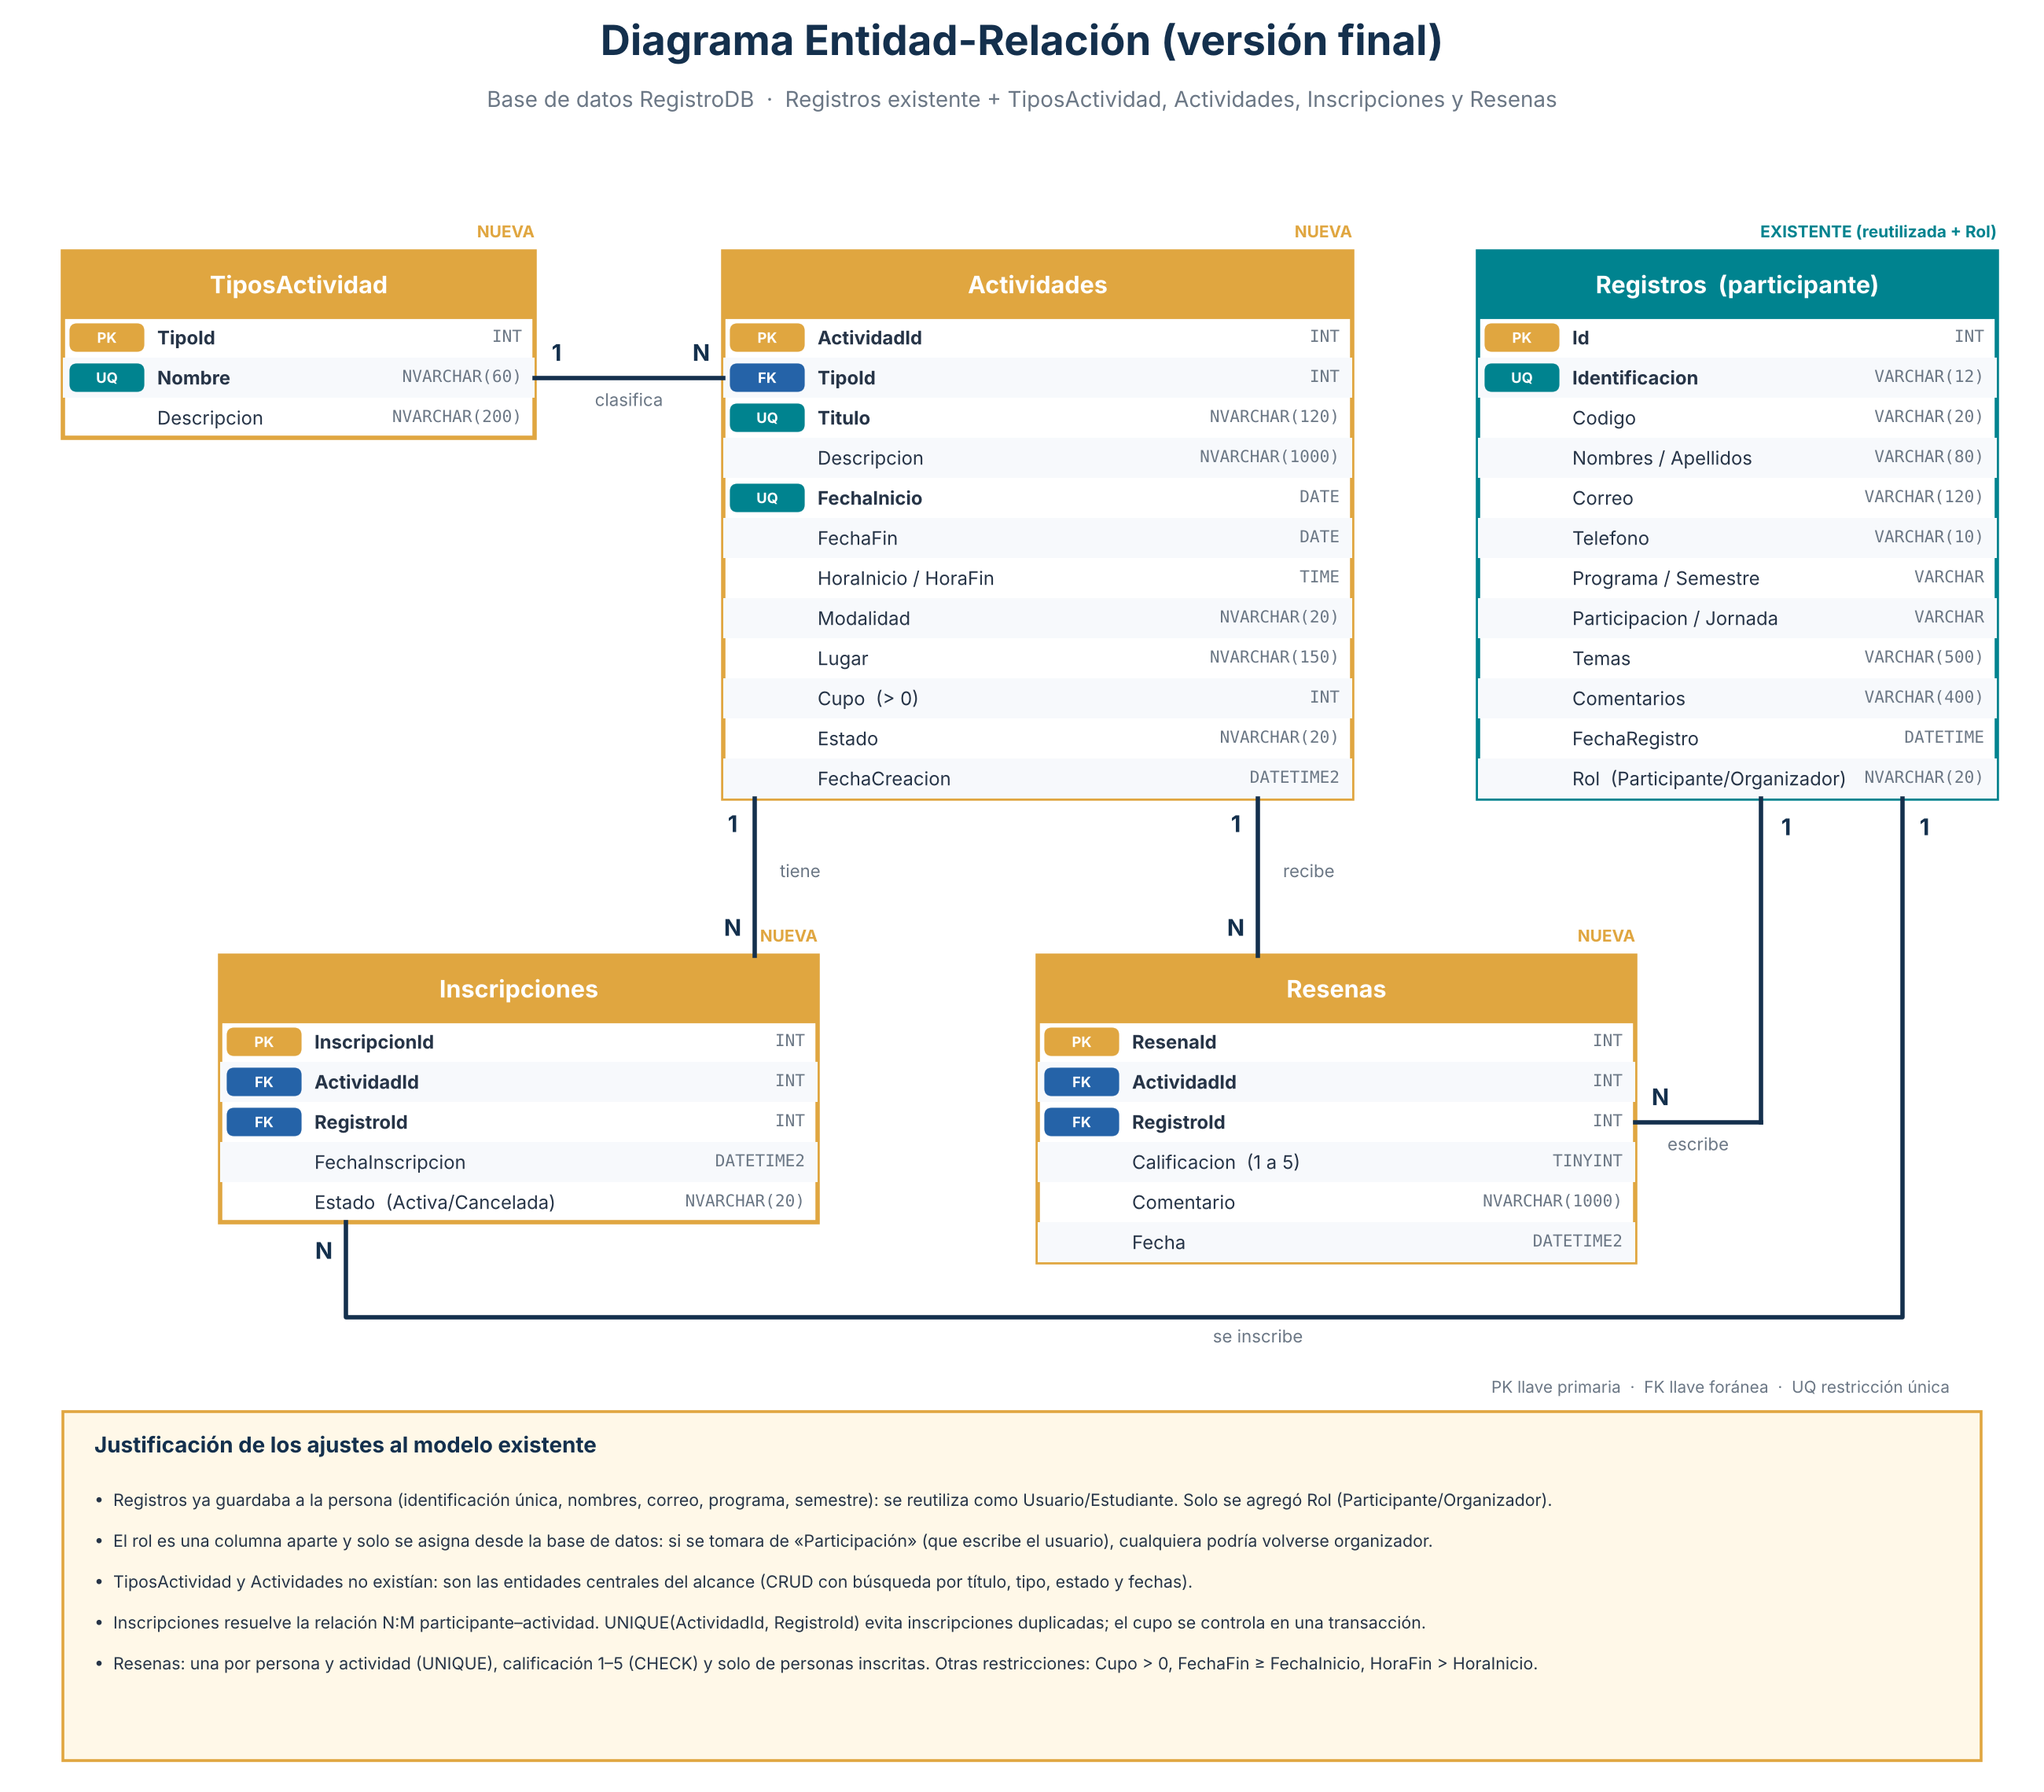 Diagrama Entidad-Relación (versión final)
Base de datos RegistroDB · Registros existente + TiposActividad, Actividades, Inscripciones y Resenas
NUEVA
TiposActividad
PK TipoId INT
UQ Nombre NVARCHAR(60)
Descripcion NVARCHAR(200)
1 N
clasifica
NUEVA
Actividades
PK ActividadId INT
FK TipoId INT
UQ Titulo NVARCHAR(120)
Descripcion NVARCHAR(1000)
UQ FechaInicio DATE
FechaFin DATE
HoraInicio / HoraFin TIME
Modalidad NVARCHAR(20)
Lugar NVARCHAR(150)
Cupo (> 0) INT
Estado NVARCHAR(20)
FechaCreacion DATETIME2
EXISTENTE (reutilizada + Rol)
Registros (participante)
PK Id INT
UQ Identificacion VARCHAR(12)
Codigo VARCHAR(20)
Nombres / Apellidos VARCHAR(80)
Correo VARCHAR(120)
Telefono VARCHAR(10)
Programa / Semestre VARCHAR
Participacion / Jornada VARCHAR
Temas VARCHAR(500)
Comentarios VARCHAR(400)
FechaRegistro DATETIME
Rol (Participante/Organizador) NVARCHAR(20)
1
tiene
N
1
recibe
N
1
1
NUEVA
Inscripciones
PK InscripcionId INT
FK ActividadId INT
FK RegistroId INT
FechaInscripcion DATETIME2
Estado (Activa/Cancelada) NVARCHAR(20)
N
NUEVA
Resenas
PK ResenaId INT
FK ActividadId INT
FK RegistroId INT
Calificacion (1 a 5) TINYINT
Comentario NVARCHAR(1000)
Fecha DATETIME2
N
escribe
se inscribe
PK llave primaria · FK llave foránea · UQ restricción única
Justificación de los ajustes al modelo existente
• Registros ya guardaba a la persona (identificación única, nombres, correo, programa, semestre): se reutiliza como Usuario/Estudiante. Solo se agregó Rol (Participante/Organizador).
• El rol es una columna aparte y solo se asigna desde la base de datos: si se tomara de «Participación» (que escribe el usuario), cualquiera podría volverse organizador.
• TiposActividad y Actividades no existían: son las entidades centrales del alcance (CRUD con búsqueda por título, tipo, estado y fechas).
• Inscripciones resuelve la relación N:M participante–actividad. UNIQUE(ActividadId, RegistroId) evita inscripciones duplicadas; el cupo se controla en una transacción.
• Resenas: una por persona y actividad (UNIQUE), calificación 1–5 (CHECK) y solo de personas inscritas. Otras restricciones: Cupo > 0, FechaFin ≥ FechaInicio, HoraFin > HoraInicio.